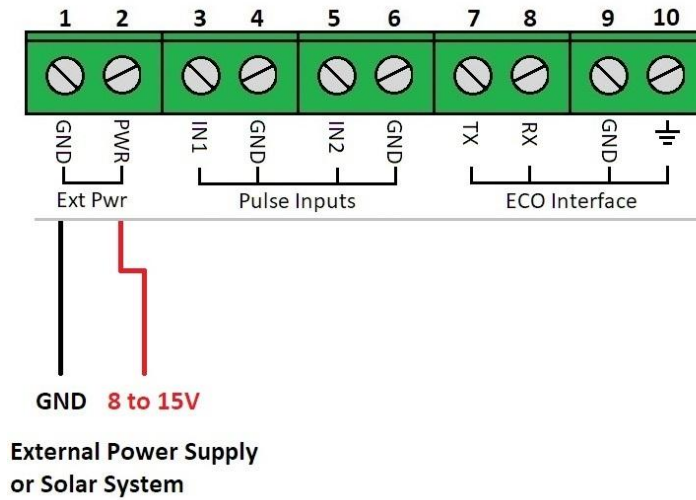 1 2 3 4 5 6 7 8 9 10
GND PWR IN1 GND IN2 GND TX RX GND
Ext Pwr Pulse Inputs ECO Interface
GND 8 to 15V
External Power Supply
or Solar System